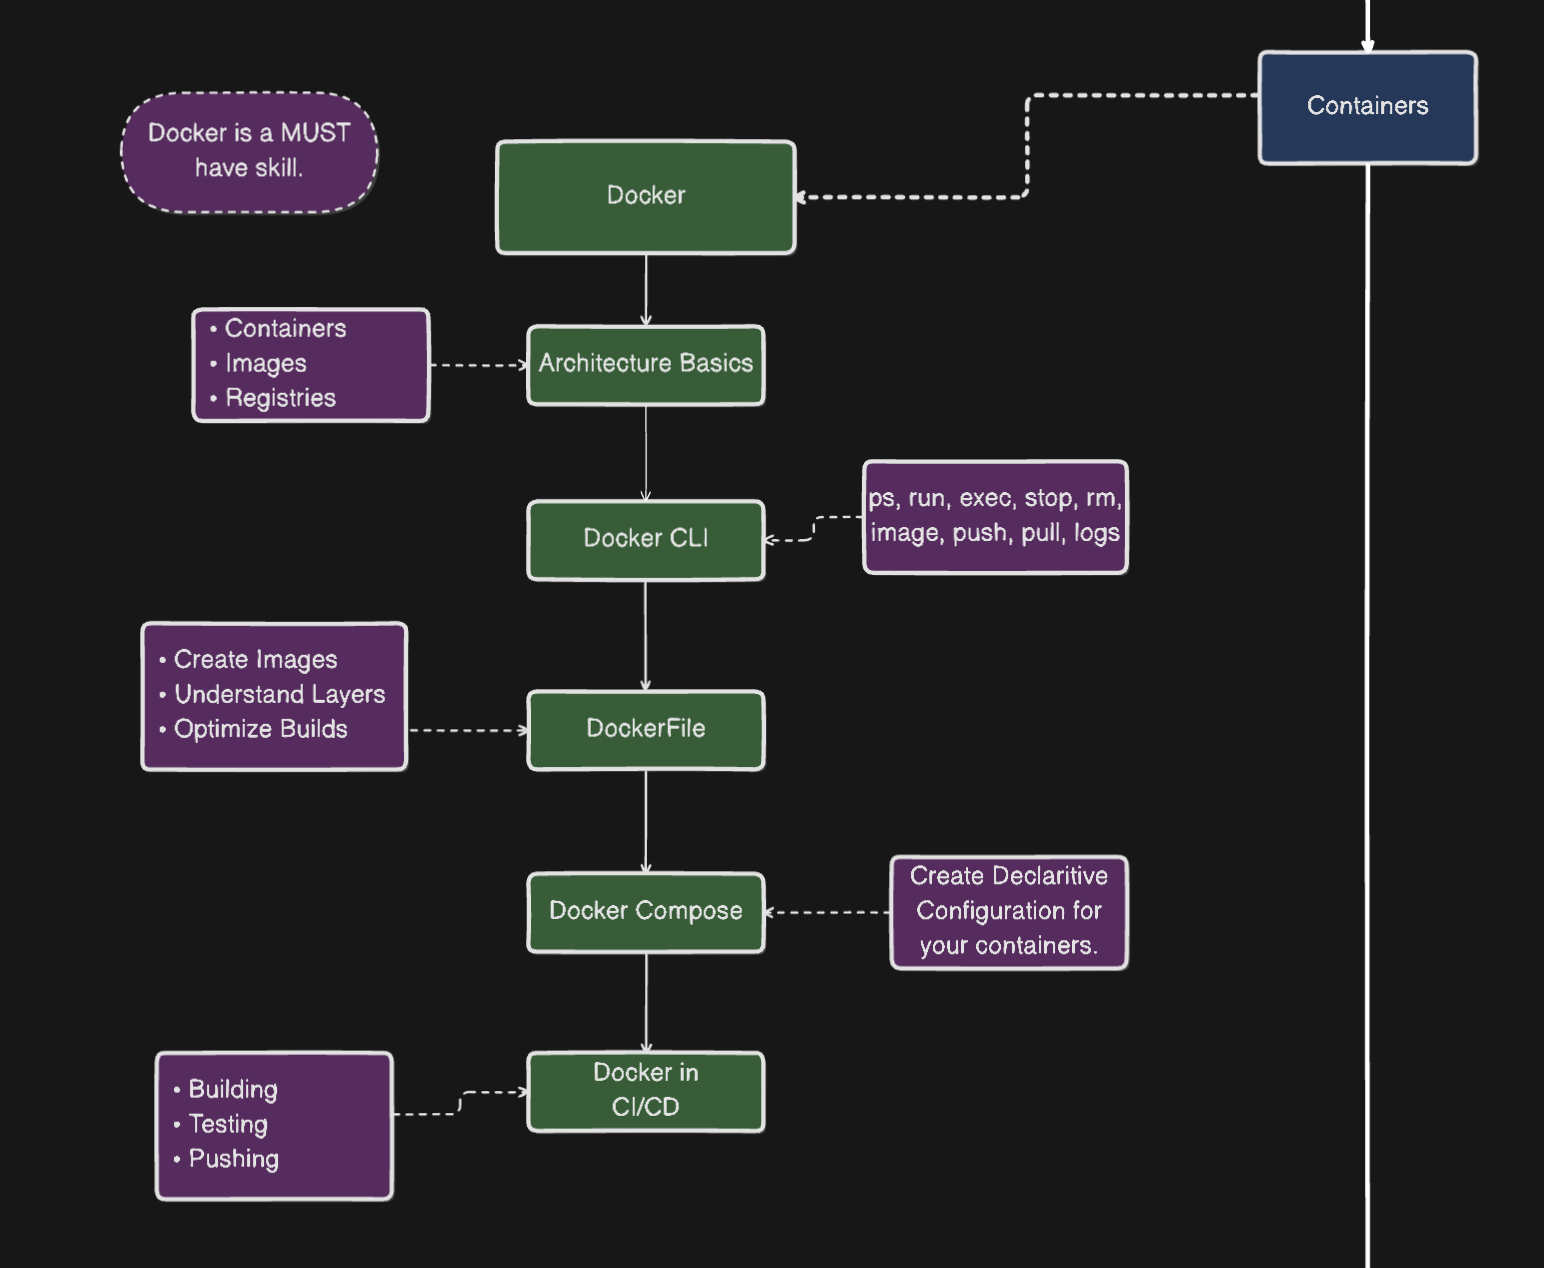 Containers
Docker is a MUST
have skill.
Docker
• Containers
• Images
• Registries
Architecture Basics
ps, run, exec, stop, rm,
image, push, pull, logs
Docker CLI
• Create Images
• Understand Layers
• Optimize Builds
DockerFile
Create Declaritive
Configuration for
your containers.
Docker Compose
Docker in
CI/CD
• Building
• Testing
• Pushing